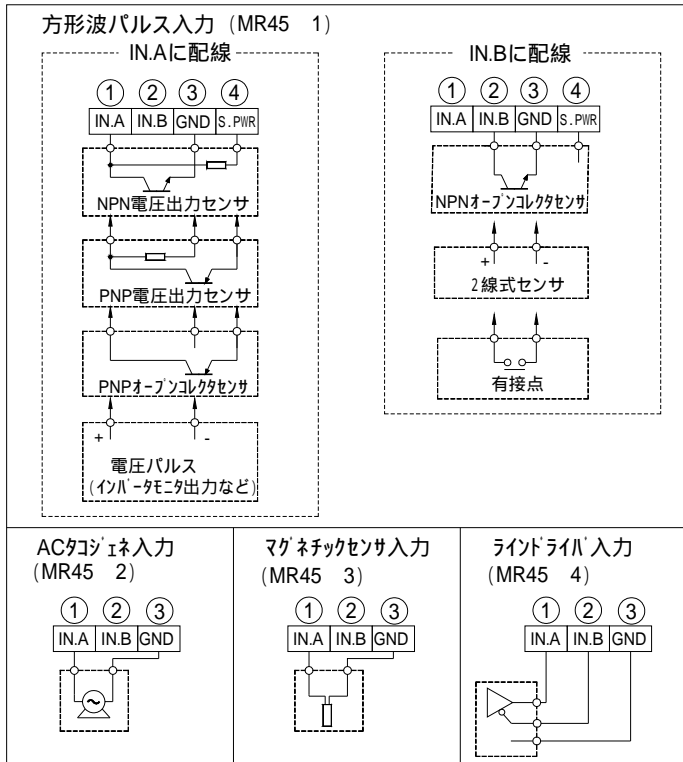 方形波パルス入力 (MR45 1)
IN.Aに配線
① ② ③ ④
IN.A IN.B GND S.PWR
NPN電圧出力センサ
PNP電圧出力センサ
PNPオープンコレクタセンサ
+ -
電圧パルス
(インバータモニタ出力など)
IN.Bに配線
① ② ③ ④
IN.A IN.B GND S.PWR
NPNオープンコレクタセンサ
+ -
2線式センサ
有接点
ACタコジェネ入力
(MR45 2)
① ② ③
IN.A IN.B GND
マグネチックセンサ入力
(MR45 3)
① ② ③
IN.A IN.B GND
ラインドライバ入力
(MR45 4)
① ② ③
IN.A IN.B GND